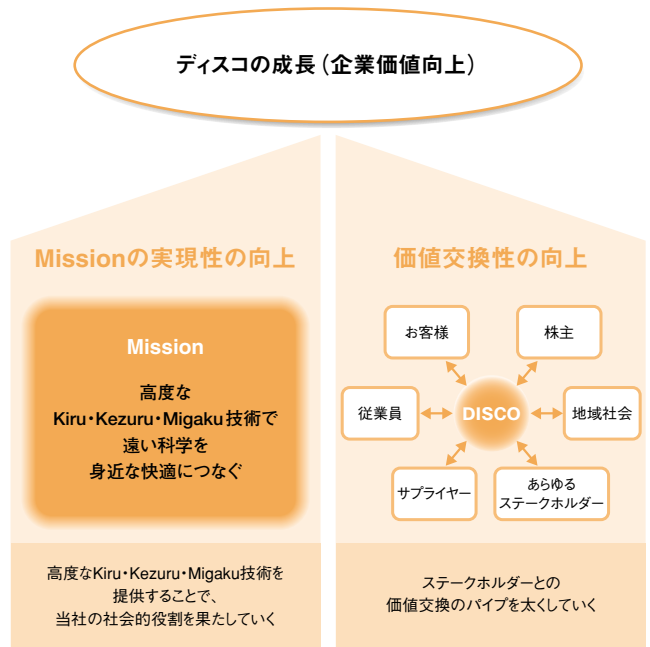 ディスコの成長（企業価値向上）
Missionの実現性の向上
Mission
高度な
Kiru・Kezuru・Migaku技術で
遠い科学を
身近な快適につなぐ
高度なKiru・Kezuru・Migaku技術を
提供することで、
当社の社会的役割を果たしていく
価値交換性の向上
お客様
株主
従業員
DISCO
地域社会
サプライヤー
あらゆる
ステークホルダー
ステークホルダーとの
価値交換のパイプを太くしていく